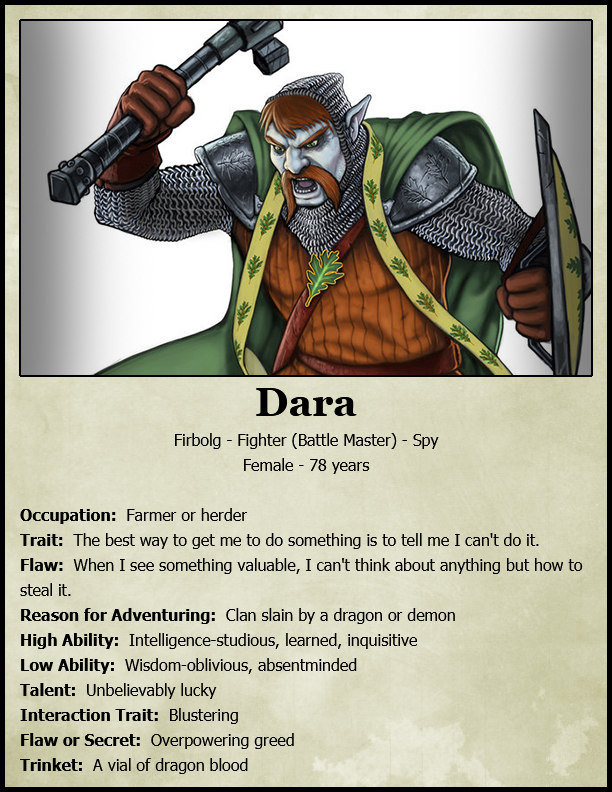 Dara
Firbolg - Fighter (Battle Master) - Spy
Female - 78 years
Occupation: Farmer or herder
Trait: The best way to get me to do something is to tell me I can't do it.
Flaw: When I see something valuable, I can't think about anything but how to
steal it.
Reason for Adventuring: Clan slain by a dragon or demon
High Ability: Intelligence-studious, learned, inquisitive
Low Ability: Wisdom-oblivious, absentminded
Talent: Unbelievably lucky
Interaction Trait: Blustering
Flaw or Secret: Overpowering greed
Trinket: A vial of dragon blood